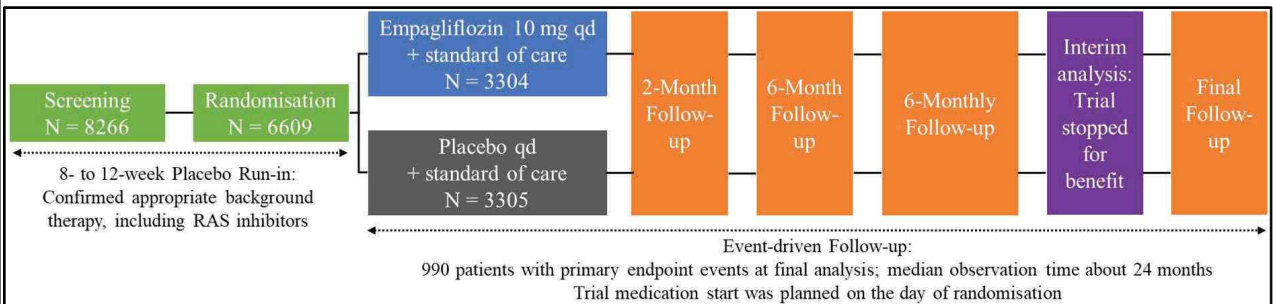 Screening
N = 8266
Randomisation
N = 6609
8- to 12-week Placebo Run-in:
Confirmed appropriate background
therapy, including RAS inhibitors
Empagliflozin 10 mg qd
+ standard of care
N = 3304
Placebo qd
+ standard of care
N = 3305
2-Month
Follow-
up
6-Month
Follow-
up
6-Monthly
Follow-up
Interim
analysis:
Trial
stopped
for
benefit
Final
Follow-
up
Event-driven Follow-up:
990 patients with primary endpoint events at final analysis; median observation time about 24 months
Trial medication start was planned on the day of randomisation